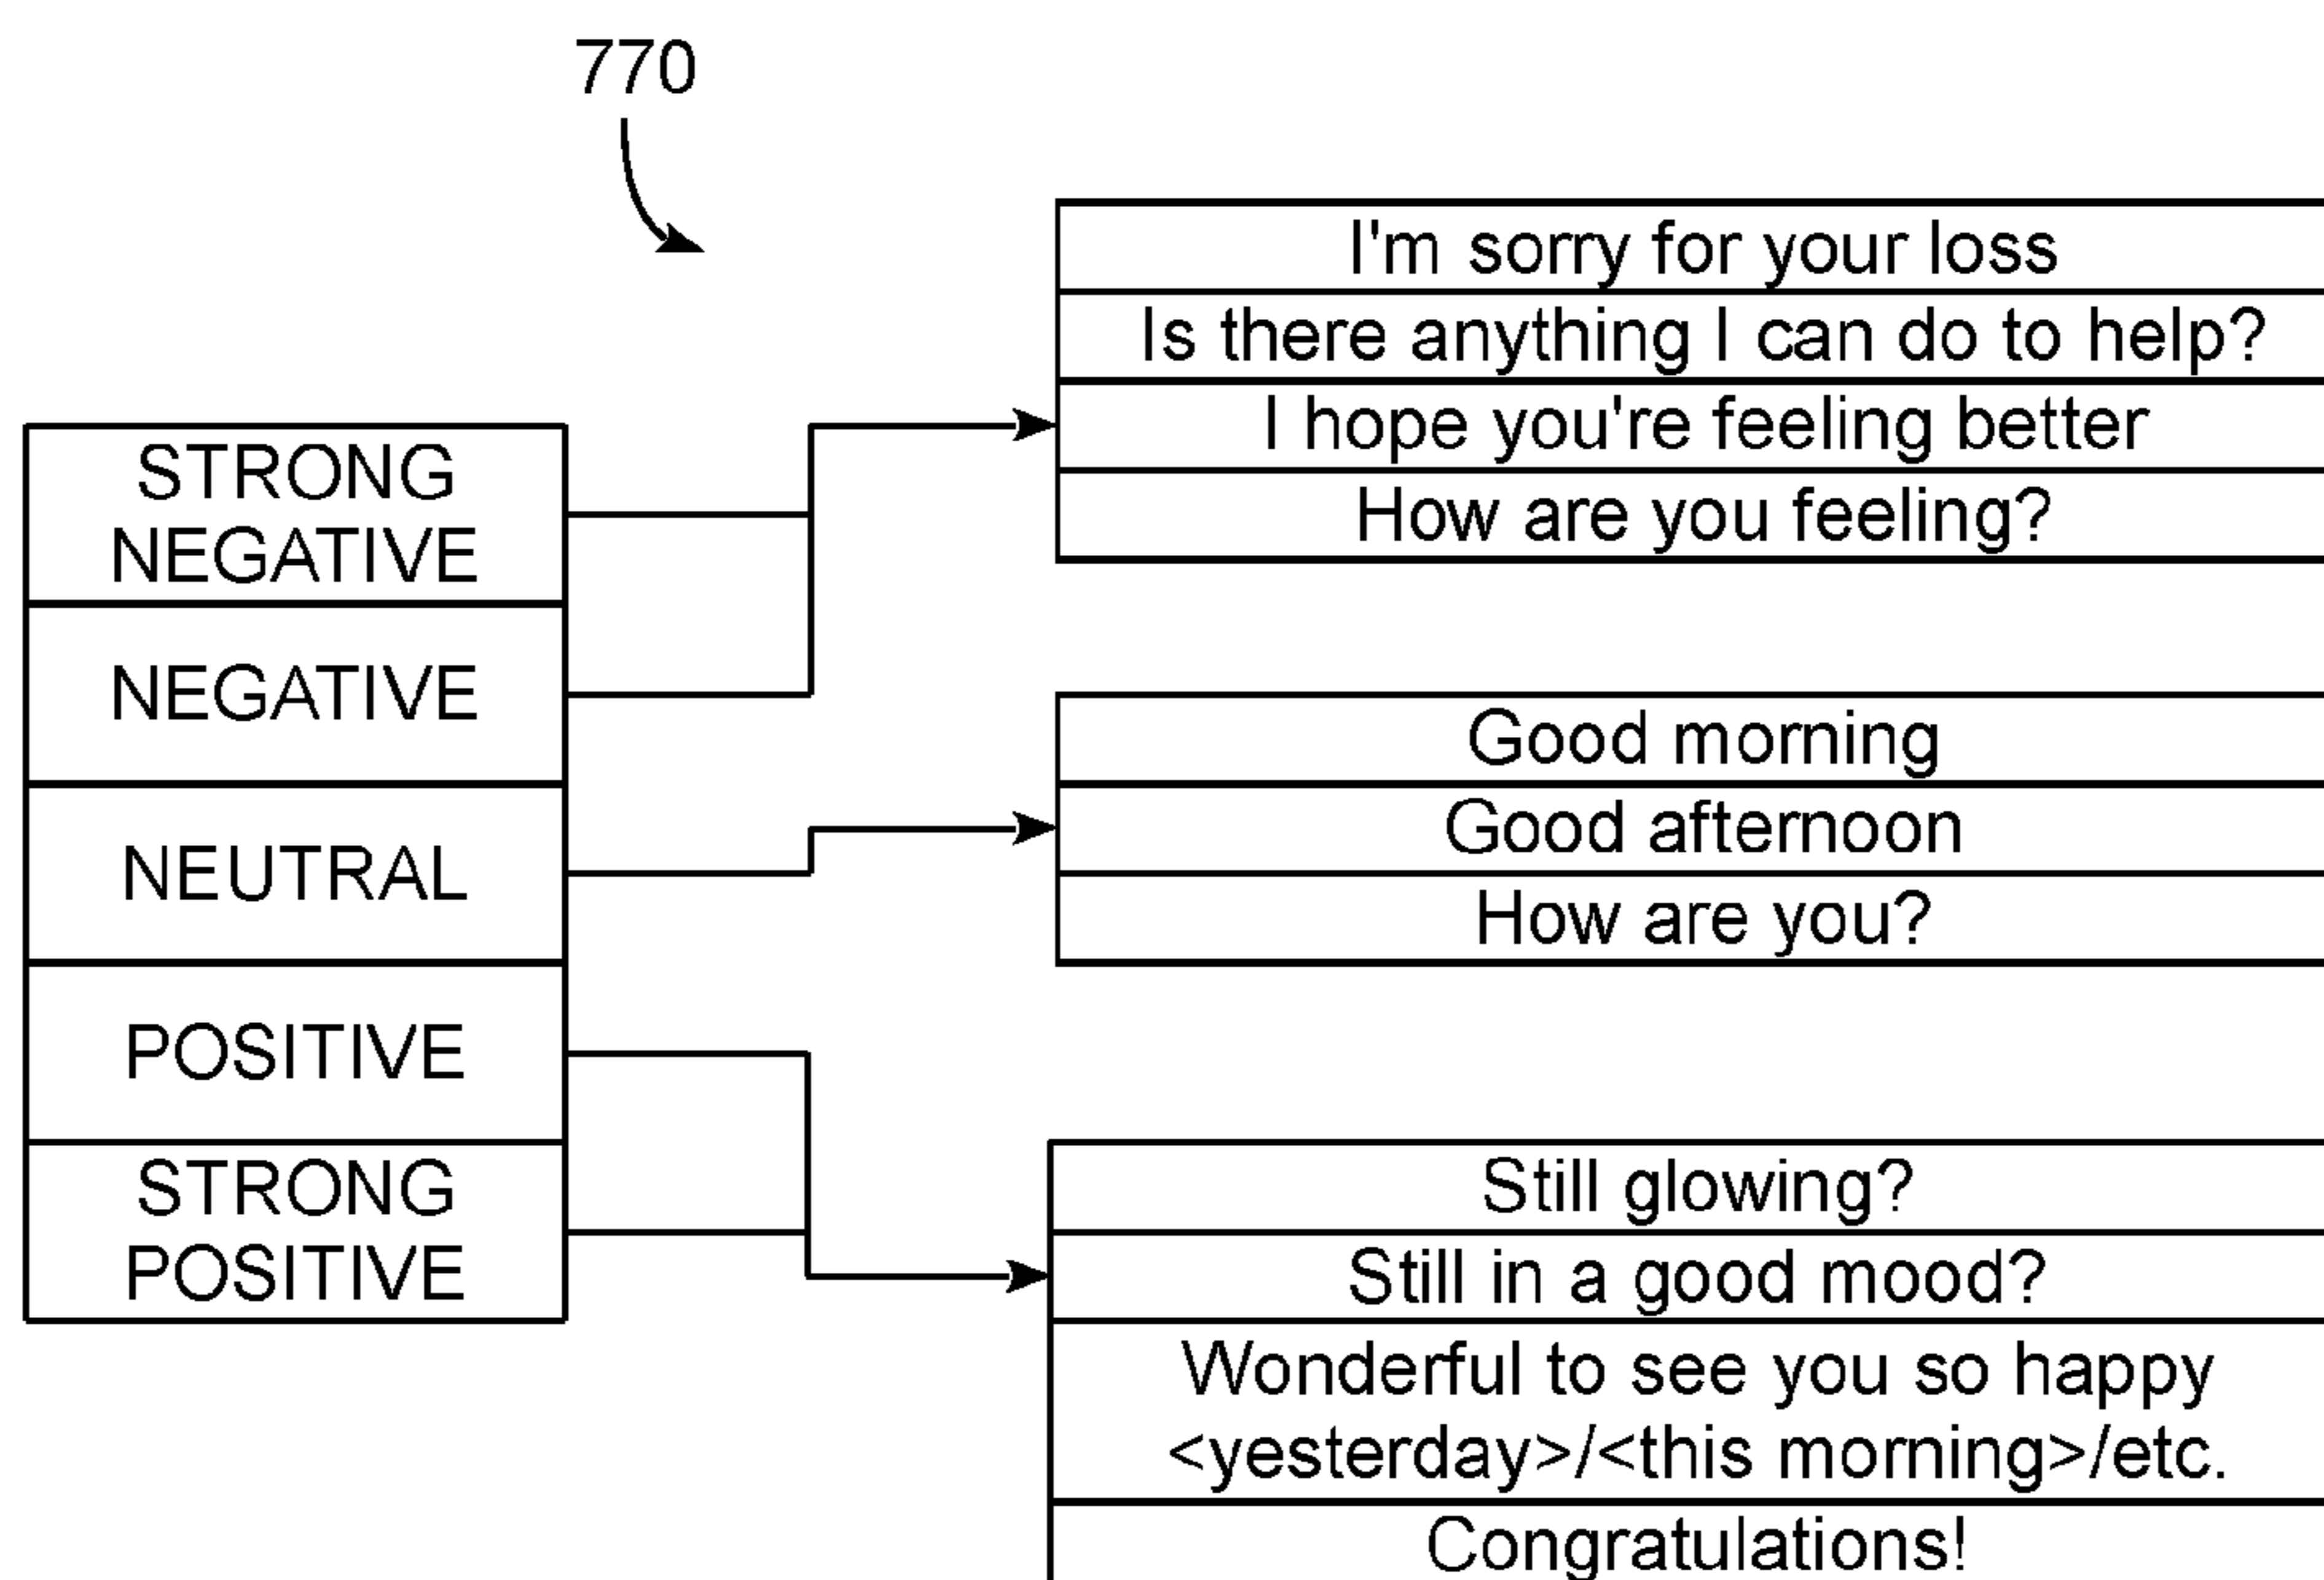 770
STRONG
NEGATIVE
NEGATIVE
NEUTRAL
POSITIVE
STRONG
POSITIVE
I'm sorry for your loss
Is there anything I can do to help?
I hope you're feeling better
How are you feeling?
Good morning
Good afternoon
How are you?
Still glowing?
Still in a good mood?
Wonderful to see you so happy
<yesterday>/<this morning>/etc.
Congratulations!